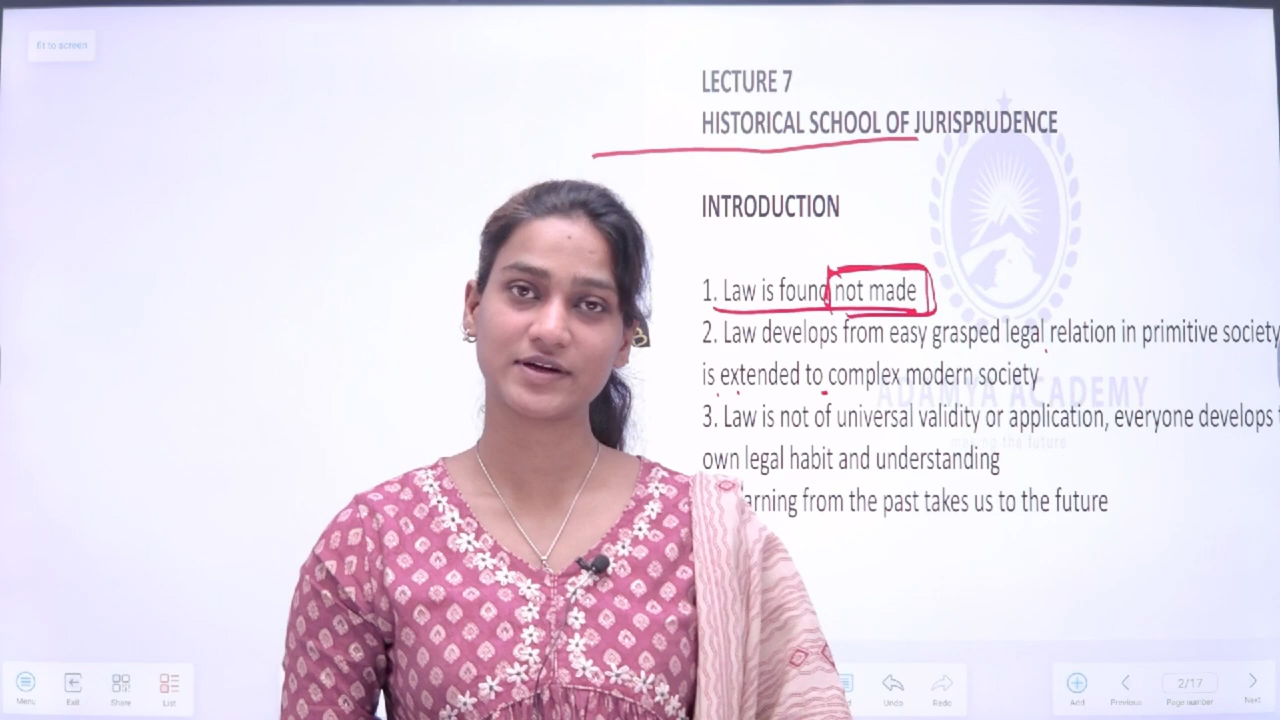 fit to screen
LECTURE 7
HISTORICAL SCHOOL OF JURISPRUDENCE
INTRODUCTION
1. Law is found not made
2. Law develops from easy grasped legal relation in primitive society
is extended to complex modern society
3. Law is not of universal validity or application, everyone develops
own legal habit and understanding
arning from the past takes us to the future
ADAMYA ACADEMY
making the future
Menu Exit Share List Undo Redo Add Previous Page number Next
2/17